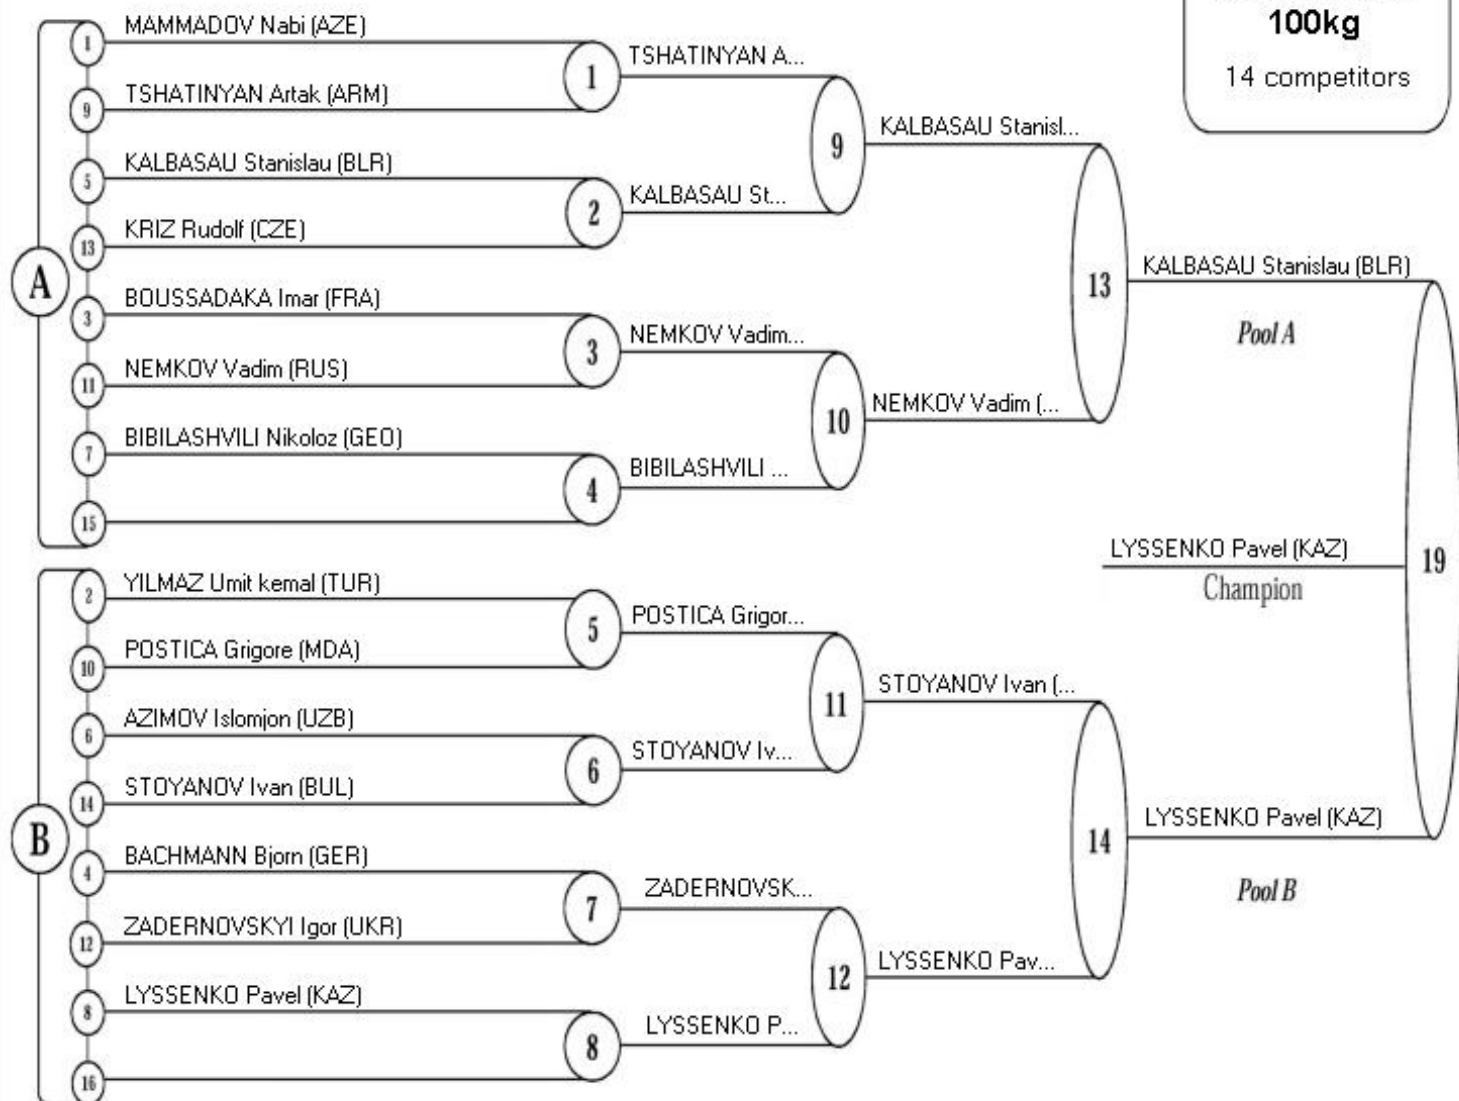 100kg
14 competitors
1 MAMMADOV Nabi (AZE)
9 TSHATINYAN Artak (ARM)
5 KALBASAU Stanislau (BLR)
13 KRIZ Rudolf (CZE)
A
3 BOUSSADAKA Imar (FRA)
11 NEMKOV Vadim (RUS)
7 BIBILASHVILI Nikoloz (GEO)
15
2 YILMAZ Umit kemal (TUR)
10 POSTICA Grigore (MDA)
6 AZIMOV Islomjon (UZB)
14 STOYANOV Ivan (BUL)
B
4 BACHMANN Bjorn (GER)
12 ZADERNOVSKYI Igor (UKR)
8 LYSSENKO Pavel (KAZ)
16
1 TSHATINYAN A...
2 KALBASAU St...
3 NEMKOV Vadim...
4 BIBILASHVILI ...
5 POSTICA Grigor...
6 STOYANOV Iv...
7 ZADERNOVSK...
8 LYSSENKO P...
9 KALBASAU Stanisl...
10 NEMKOV Vadim (...
11 STOYANOV Ivan (...
12 LYSSENKO Pav...
13 KALBASAU Stanislau (BLR)
Pool A
14 LYSSENKO Pavel (KAZ)
Pool B
LYSSENKO Pavel (KAZ) 19
Champion